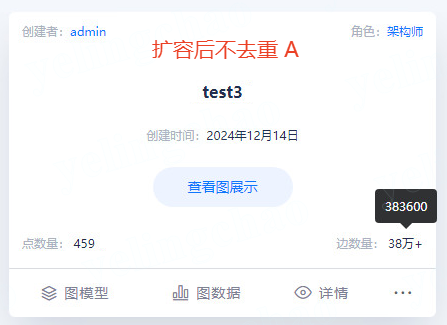 创建者：admin
角色：架构师
扩容后不去重 A
test3
创建时间：2024年12月14日
查看图展示
383600
点数量：459
边数量：38万+
图模型
图数据
详情